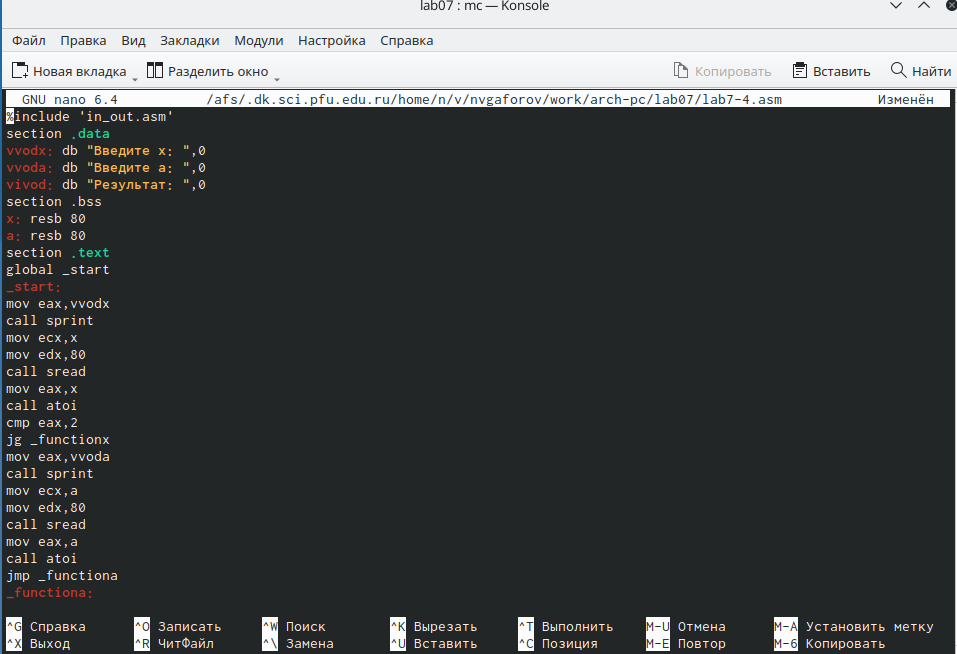 lab07 : mc — Konsole
Файл Правка Вид Закладки Модули Настройка Справка
Новая вкладка Разделить окно Копировать Вставить Найти
GNU nano 6.4 /afs/.dk.sci.pfu.edu.ru/home/n/v/nvgaforov/work/arch-pc/lab07/lab7-4.asm Изменён
%include 'in_out.asm'
section .data
vvodx: db "Введите x: ",0
vvoda: db "Введите a: ",0
vivod: db "Результат: ",0
section .bss
x: resb 80
a: resb 80
section .text
global _start
_start:
mov eax,vvodx
call sprint
mov ecx,x
mov edx,80
call sread
mov eax,x
call atoi
cmp eax,2
jg _functionx
mov eax,vvoda
call sprint
mov ecx,a
mov edx,80
call sread
mov eax,a
call atoi
jmp _functiona
_functiona:
^G Справка ^O Записать ^W Поиск ^K Вырезать ^T Выполнить M-U Отмена M-A Установить метку
^X Выход ^R ЧитФайл ^\ Замена ^U Вставить ^C Позиция M-E Повтор M-6 Копировать